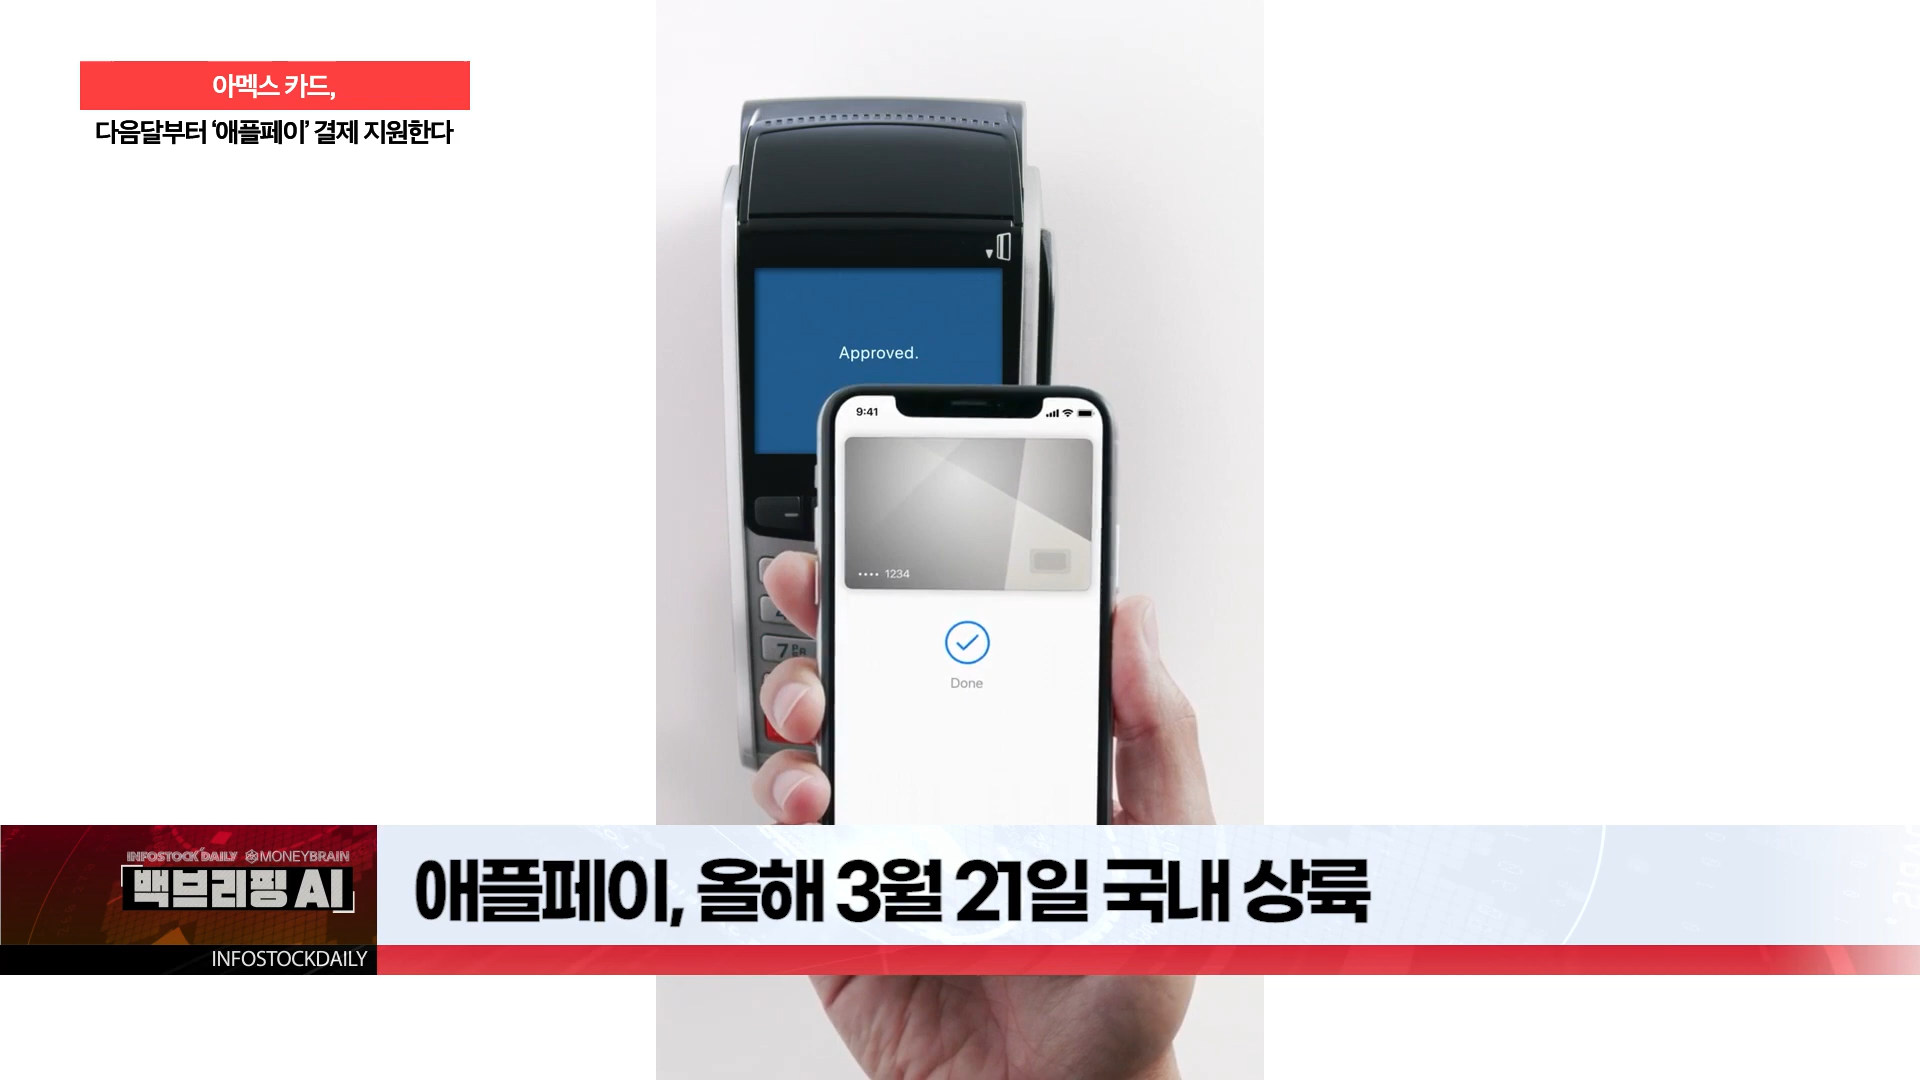 아멕스 카드,
다음달부터 ‘애플페이’ 결제 지원한다
Approved.
9:41
•••• 1234
7
Done
INFOSTOCK DAILY MONEYBRAIN
백브리핑 AI
애플페이, 올해 3월 21일 국내 상륙
INFOSTOCKDAILY